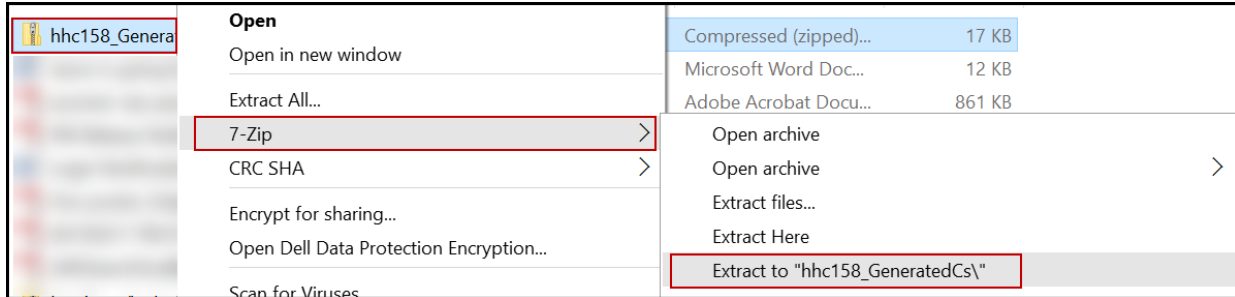 hhc158_Genera
Open
Open in new window
Extract All...
7-Zip
CRC SHA
Encrypt for sharing...
Open Dell Data Protection Encryption...
Scan for Viruses
Compressed (zipped)... 17 KB
Microsoft Word Doc... 12 KB
Adobe Acrobat Docu... 861 KB
Open archive
Open archive
Extract files...
Extract Here
Extract to "hhc158_GeneratedCs\"